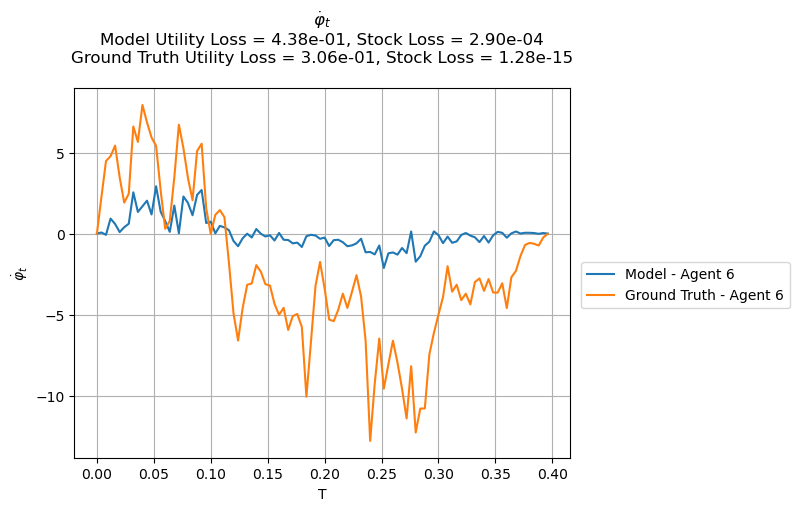 φ̇ₜ
Model Utility Loss = 4.38e-01, Stock Loss = 2.90e-04
Ground Truth Utility Loss = 3.06e-01, Stock Loss = 1.28e-15
5
0
−5
−10
φ̇ₜ
0.00 0.05 0.10 0.15 0.20 0.25 0.30 0.35 0.40
T
Model - Agent 6
Ground Truth - Agent 6